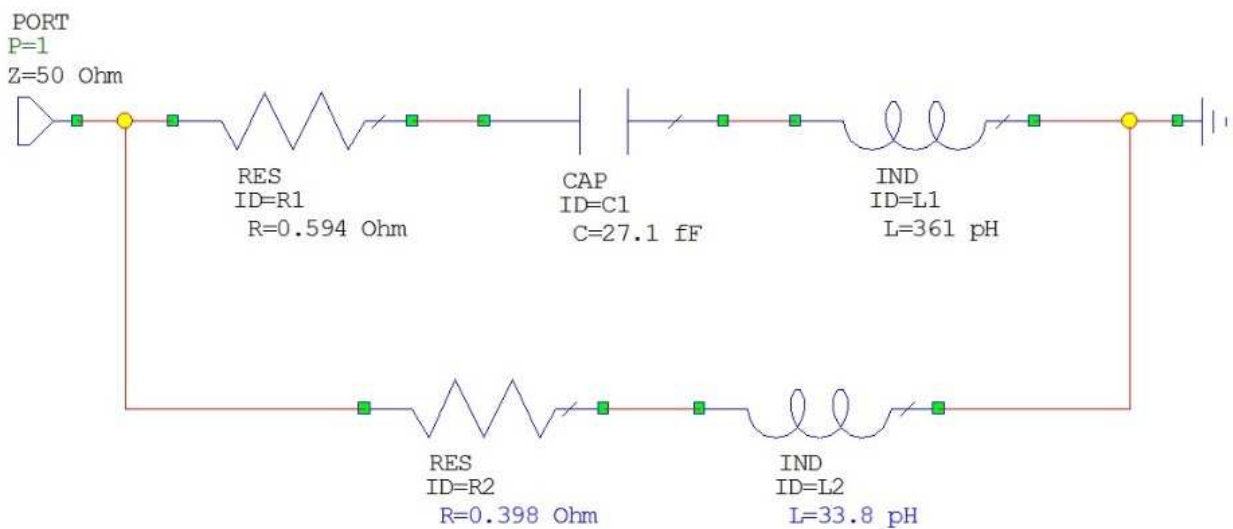 PORT
P=1
Z=50 Ohm
RES
ID=R1
R=0.594 Ohm
CAP
ID=C1
C=27.1 fF
IND
ID=L1
L=361 pH
RES
ID=R2
R=0.398 Ohm
IND
ID=L2
L=33.8 pH